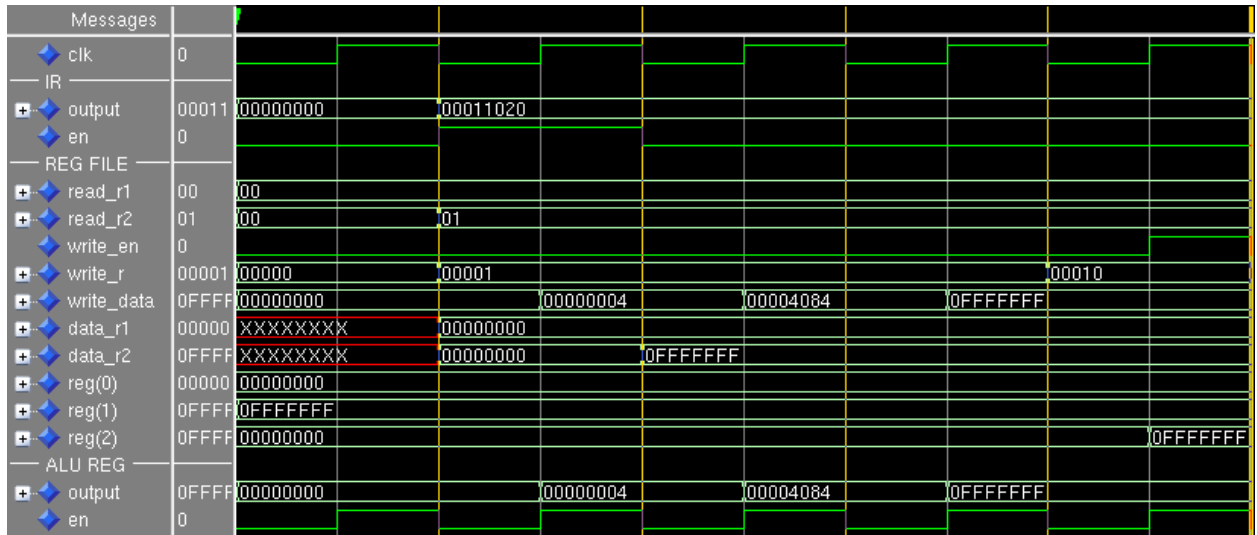 Messages
clk 0
IR
output 00011 00000000 00011020
en 0
REG FILE
read_r1 00 00
read_r2 01 00 01
write_en 0
write_r 00001 00000 00001 00010
write_data 0FFFF 00000000 00000004 00004084 0FFFFFFF
data_r1 00000 XXXXXXXX 00000000
data_r2 0FFFF XXXXXXXX 00000000 0FFFFFFF
reg(0) 00000 00000000
reg(1) 0FFFF 0FFFFFFF
reg(2) 0FFFF 00000000 0FFFFFFF
ALU REG
output 0FFFF 00000000 00000004 00004084 0FFFFFFF
en 0